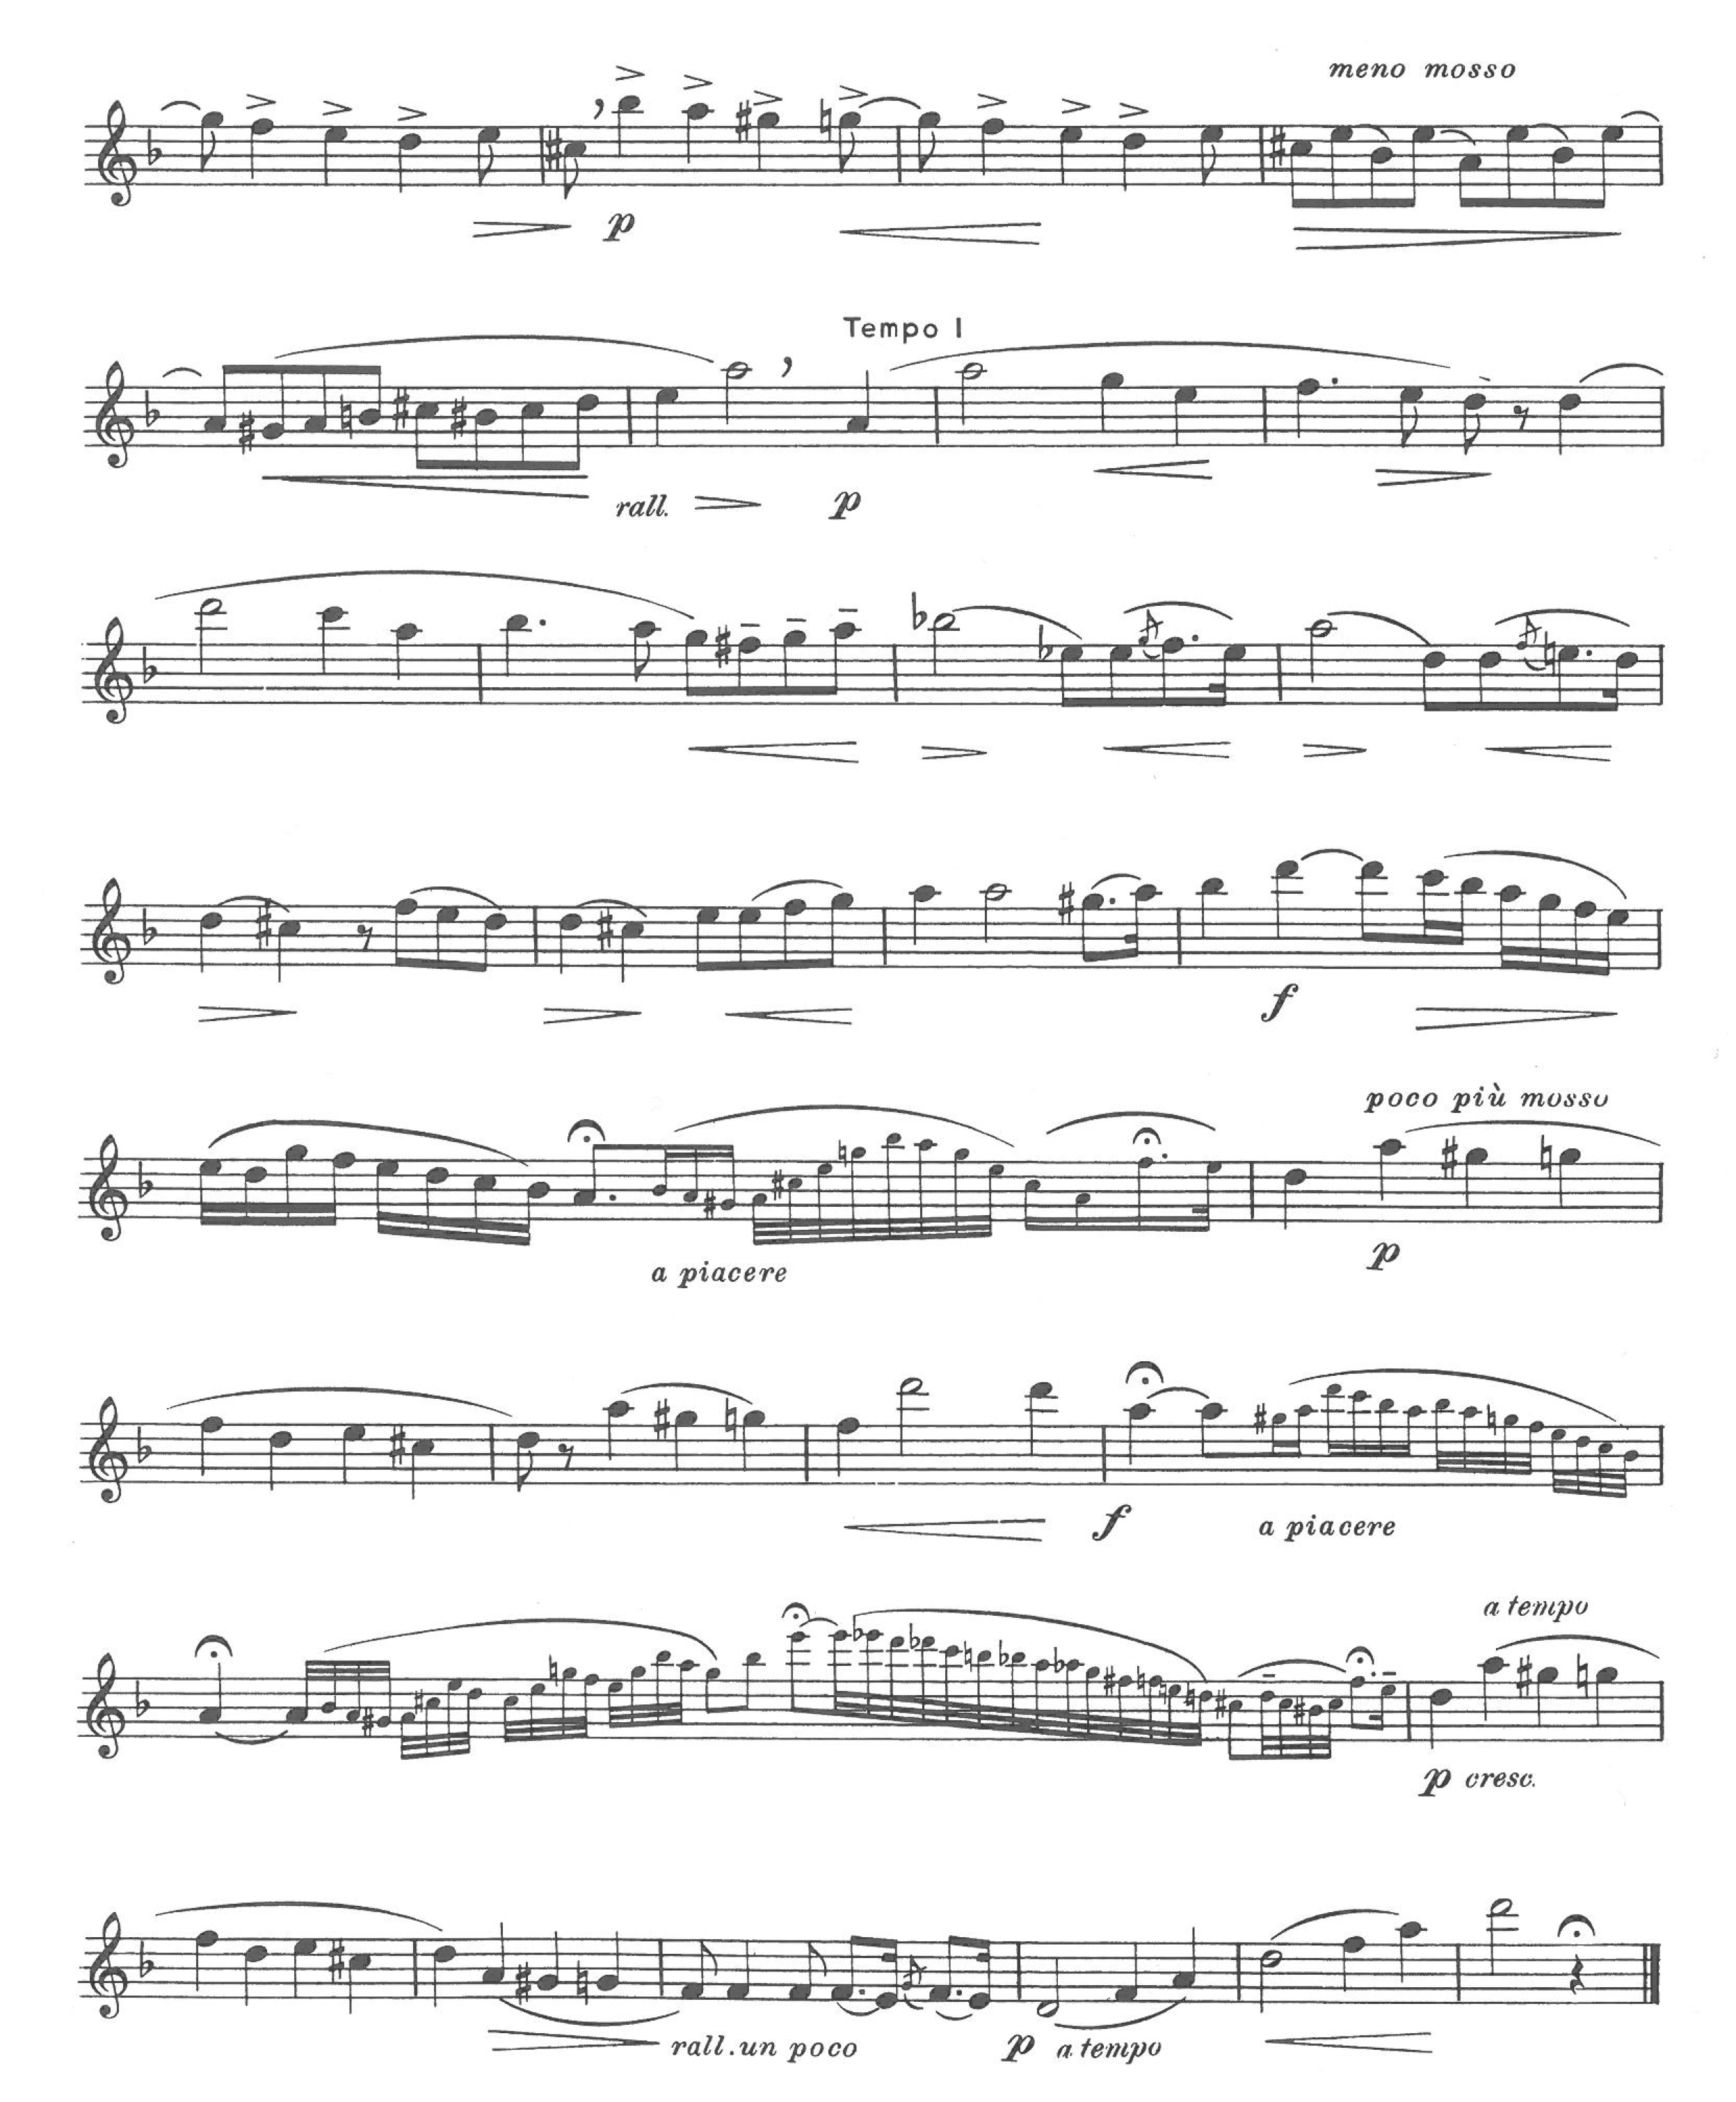 meno mosso
p
Tempo I
rall. p
f
poco più mosso
a piacere p
f a piacere
a tempo
p cresc.
rall. un poco p a tempo